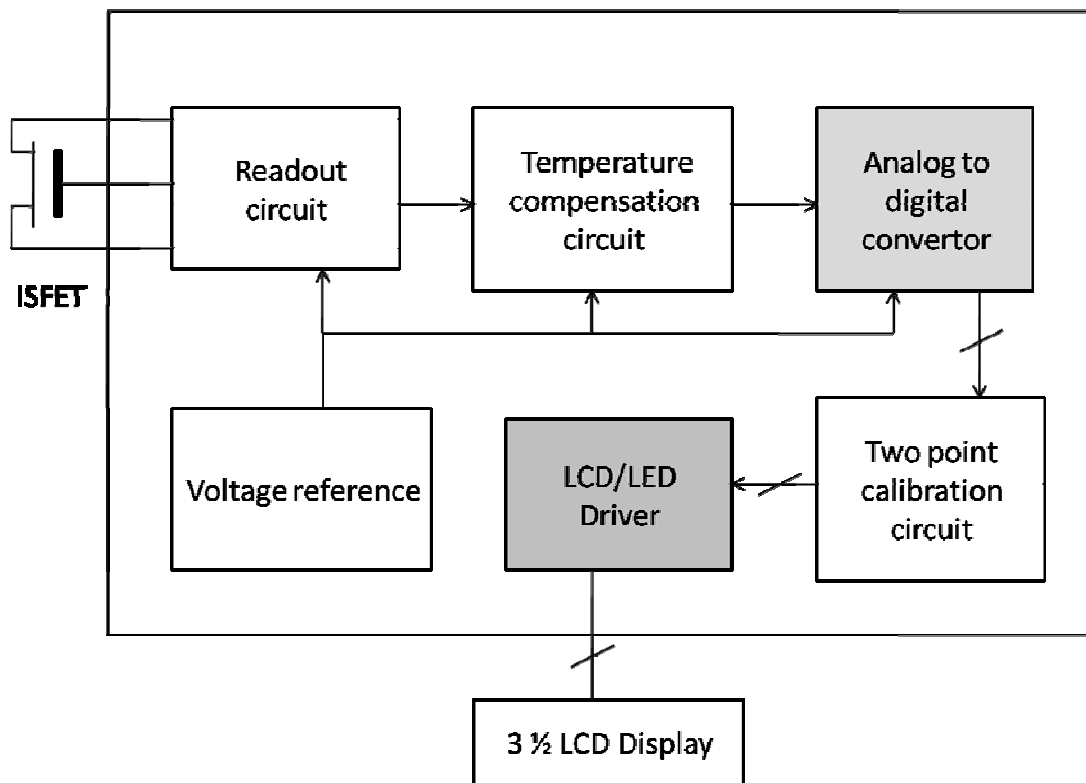 Readout
circuit
Temperature
compensation
circuit
Analog to
digital
convertor
ISFET
Voltage reference
LCD/LED
Driver
Two point
calibration
circuit
3 ½ LCD Display